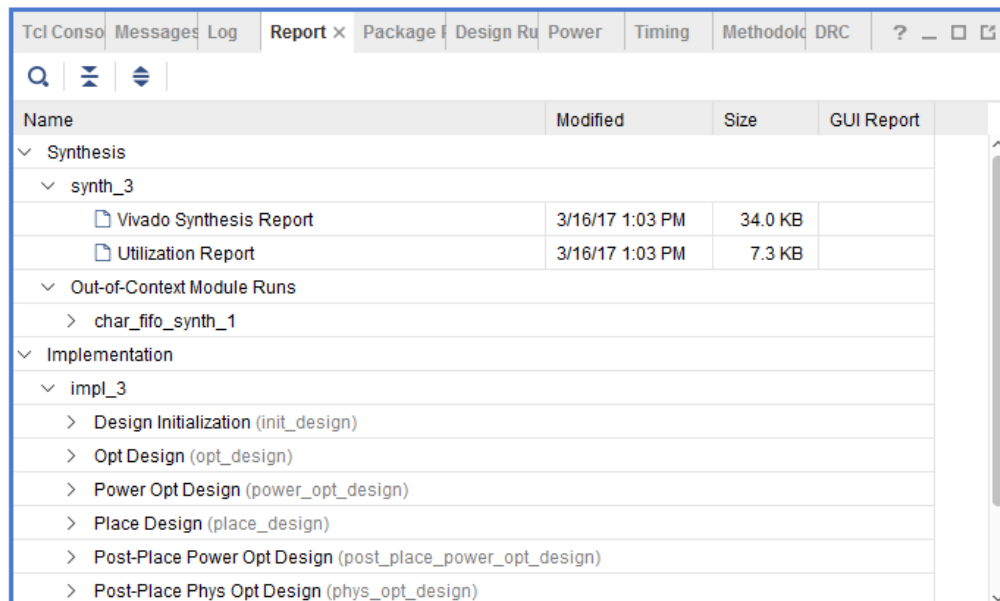 Tcl Conso Messages Log Report × Package Design Ru Power Timing Methodolc DRC ?
Name Modified Size GUI Report
Synthesis
synth_3
Vivado Synthesis Report 3/16/17 1:03 PM 34.0 KB
Utilization Report 3/16/17 1:03 PM 7.3 KB
Out-of-Context Module Runs
char_fifo_synth_1
Implementation
impl_3
Design Initialization (init_design)
Opt Design (opt_design)
Power Opt Design (power_opt_design)
Place Design (place_design)
Post-Place Power Opt Design (post_place_power_opt_design)
Post-Place Phys Opt Design (phys_opt_design)